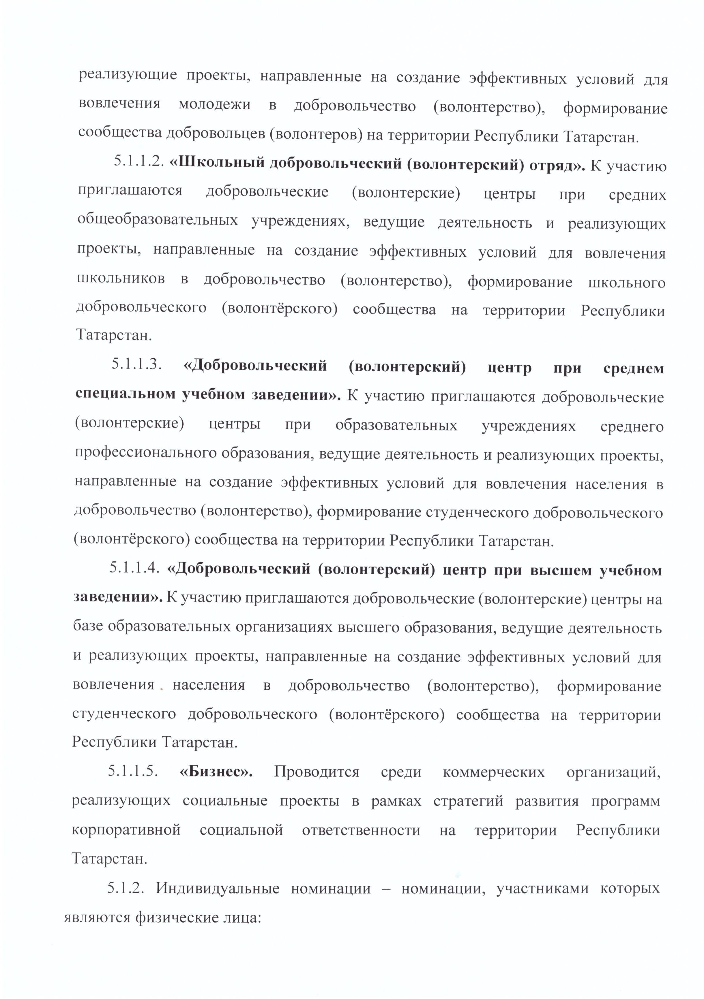 реализующие проекты, направленные на создание эффективных условий для
вовлечения молодежи в добровольчество (волонтерство), формирование
сообщества добровольцев (волонтеров) на территории Республики Татарстан.
5.1.1.2. «Школьный добровольческий (волонтерский) отряд». К участию
приглашаются добровольческие (волонтерские) центры при средних
общеобразовательных учреждениях, ведущие деятельность и реализующих
проекты, направленные на создание эффективных условий для вовлечения
школьников в добровольчество (волонтерство), формирование школьного
добровольческого (волонтёрского) сообщества на территории Республики
Татарстан.
5.1.1.3. «Добровольческий (волонтерский) центр при среднем
специальном учебном заведении». К участию приглашаются добровольческие
(волонтерские) центры при образовательных учреждениях среднего
профессионального образования, ведущие деятельность и реализующих проекты,
направленные на создание эффективных условий для вовлечения населения в
добровольчество (волонтерство), формирование студенческого добровольческого
(волонтёрского) сообщества на территории Республики Татарстан.
5.1.1.4. «Добровольческий (волонтерский) центр при высшем учебном
заведении». К участию приглашаются добровольческие (волонтерские) центры на
базе образовательных организациях высшего образования, ведущие деятельность
и реализующих проекты, направленные на создание эффективных условий для
вовлечения населения в добровольчество (волонтерство), формирование
студенческого добровольческого (волонтёрского) сообщества на территории
Республики Татарстан.
5.1.1.5. «Бизнес». Проводится среди коммерческих организаций,
реализующих социальные проекты в рамках стратегий развития программ
корпоративной социальной ответственности на территории Республики
Татарстан.
5.1.2. Индивидуальные номинации – номинации, участниками которых
являются физические лица: